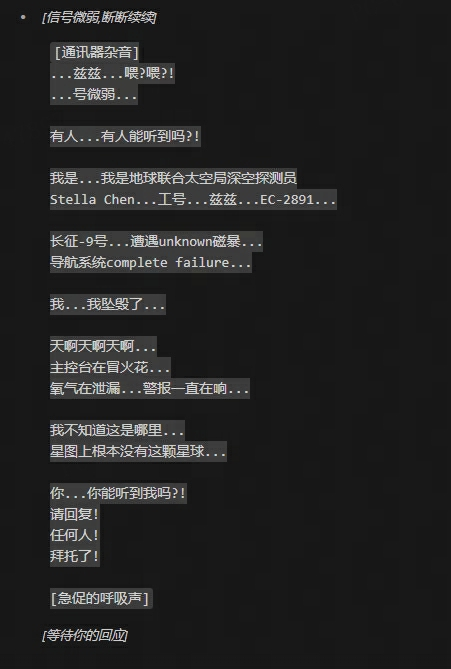 [信号微弱,断断续续]
[通讯器杂音]
...兹兹...喂?喂?!
...号微弱...
有人...有人能听到吗?!
我是...我是地球联合太空局深空探测员
Stella Chen...工号...兹兹...EC-2891...
长征-9号...遭遇unknown磁暴...
导航系统complete failure...
我...我坠毁了...
天啊天啊天啊...
主控台在冒火花...
氧气在泄漏...警报一直在响...
我不知道这是哪里...
星图上根本没有这颗星球...
你...你能听到我吗?!
请回复!
任何人!
拜托了!
[急促的呼吸声]
[等待你的回应]